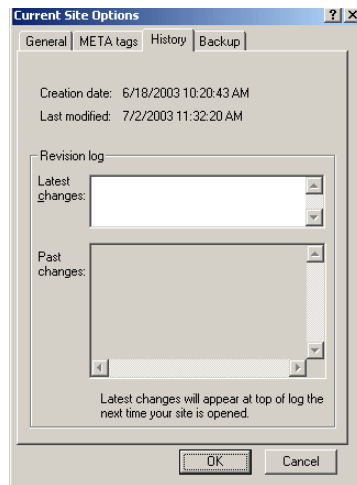 Current Site Options
General META tags History Backup
Creation date: 6/18/2003 10:20:43 AM
Last modified: 7/2/2003 11:32:20 AM
Revision log
Latest
changes:
Past
changes:
Latest changes will appear at top of log the
next time your site is opened.
OK Cancel